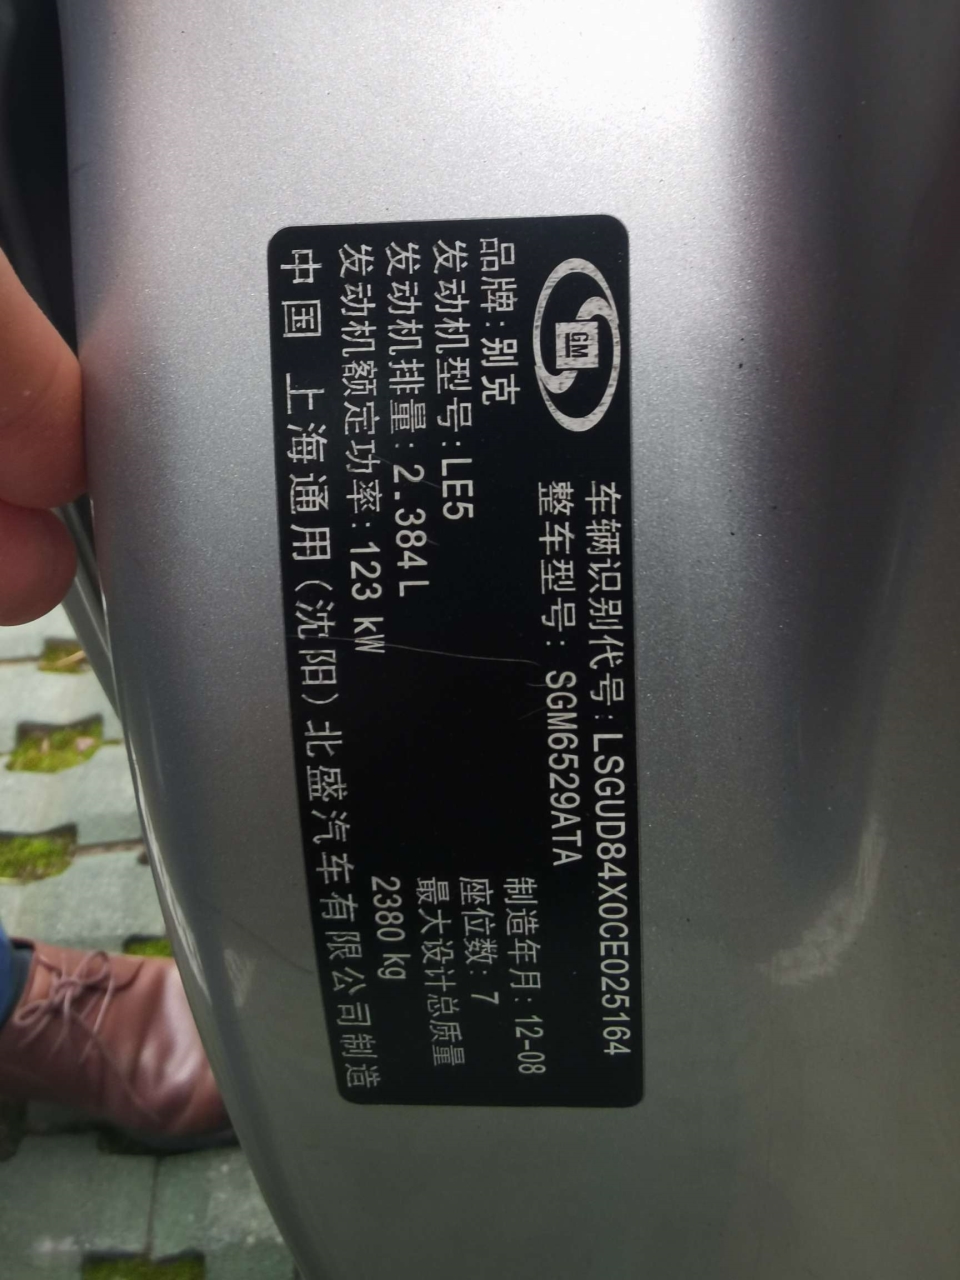 GM
车辆识别代号:LSGUD84X0CE025164
整车型号: SGM6529ATA
品牌:别克
制造年月: 12-08
发动机型号:LE5
座位数: 7
发动机排量: 2.384L
最大设计总质量
2380kg
发动机额定功率: 123 kW
中国 上海通用(沈阳)北盛汽车有限公司制造